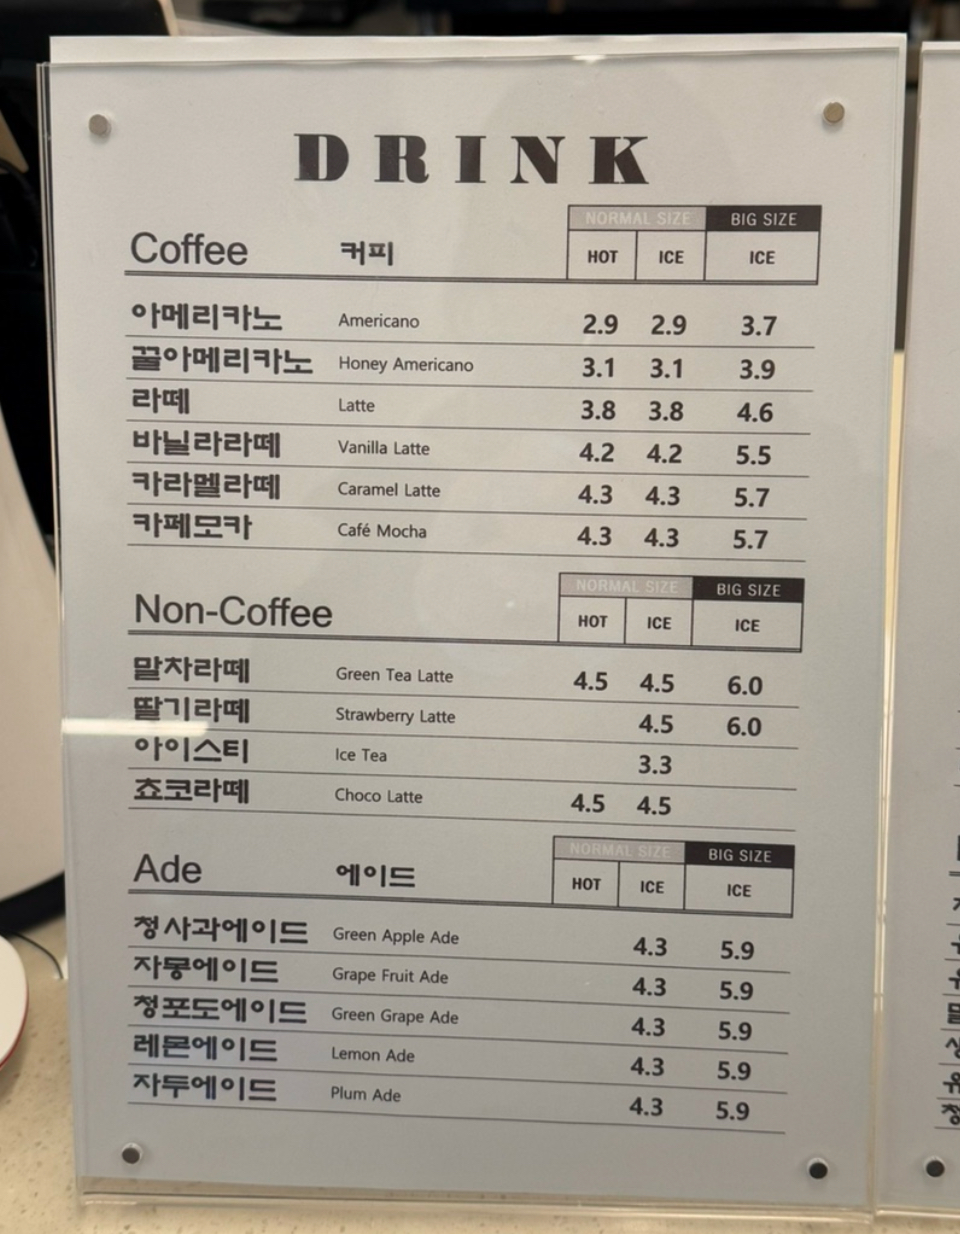 DRINK
Coffee 커피 NORMAL SIZE BIG SIZE
HOT ICE ICE
아메리카노 Americano 2.9 2.9 3.7
꿀아메리카노 Honey Americano 3.1 3.1 3.9
라떼 Latte 3.8 3.8 4.6
바닐라라떼 Vanilla Latte 4.2 4.2 5.5
카라멜라떼 Caramel Latte 4.3 4.3 5.7
카페모카 Café Mocha 4.3 4.3 5.7
Non-Coffee NORMAL SIZE BIG SIZE
HOT ICE ICE
말차라떼 Green Tea Latte 4.5 4.5 6.0
딸기라떼 Strawberry Latte 4.5 6.0
아이스티 Ice Tea 3.3
쵸코라떼 Choco Latte 4.5 4.5
Ade 에이드 NORMAL SIZE BIG SIZE
HOT ICE ICE
청사과에이드 Green Apple Ade 4.3 5.9
자몽에이드 Grape Fruit Ade 4.3 5.9
청포도에이드 Green Grape Ade 4.3 5.9
레몬에이드 Lemon Ade 4.3 5.9
자두에이드 Plum Ade 4.3 5.9